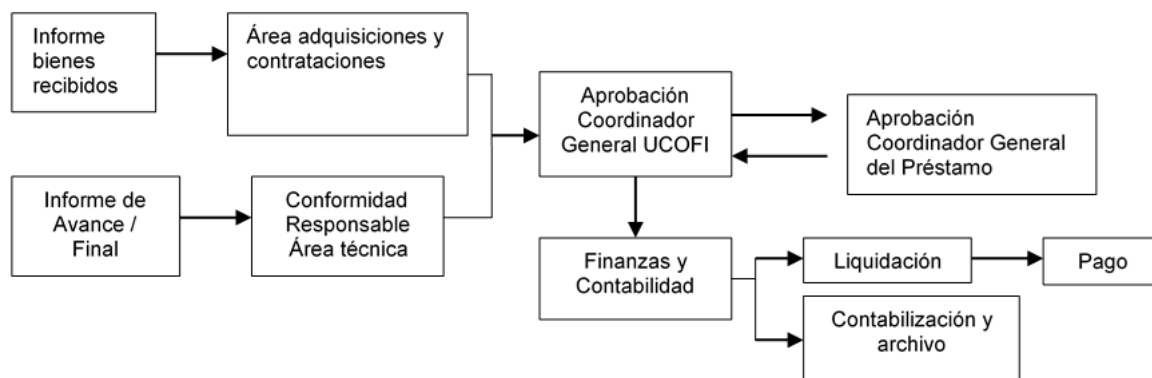 Informe
bienes
recibidos
Área adquisiciones y
contrataciones
Aprobación
Coordinador
General UCOFI
Aprobación
Coordinador General
del Préstamo
Informe de
Avance /
Final
Conformidad
Responsable
Área técnica
Finanzas y
Contabilidad
Liquidación
Pago
Contabilización y
archivo